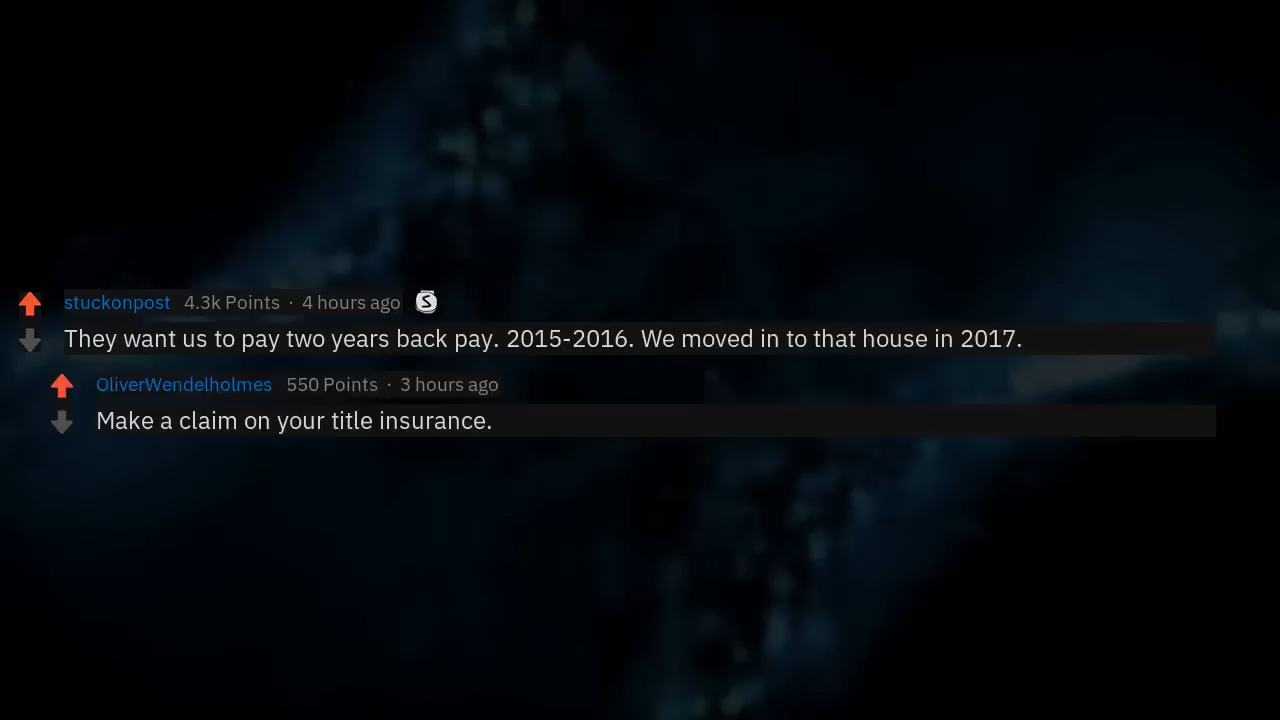 stuckonpost 4.3k Points · 4 hours ago S
They want us to pay two years back pay. 2015-2016. We moved in to that house in 2017.
OliverWendelholmes 550 Points · 3 hours ago
Make a claim on your title insurance.